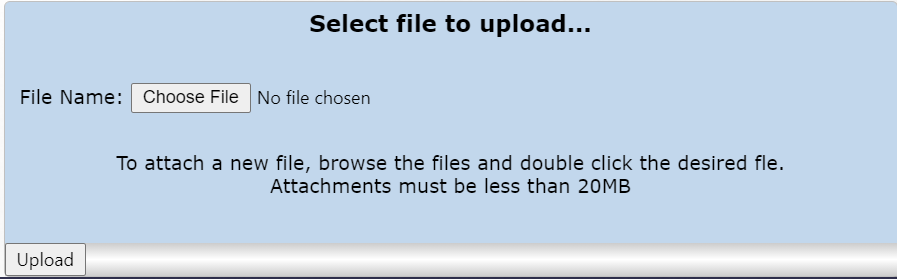 Select file to upload...
File Name: Choose File No file chosen
To attach a new file, browse the files and double click the desired fle.
Attachments must be less than 20MB
Upload